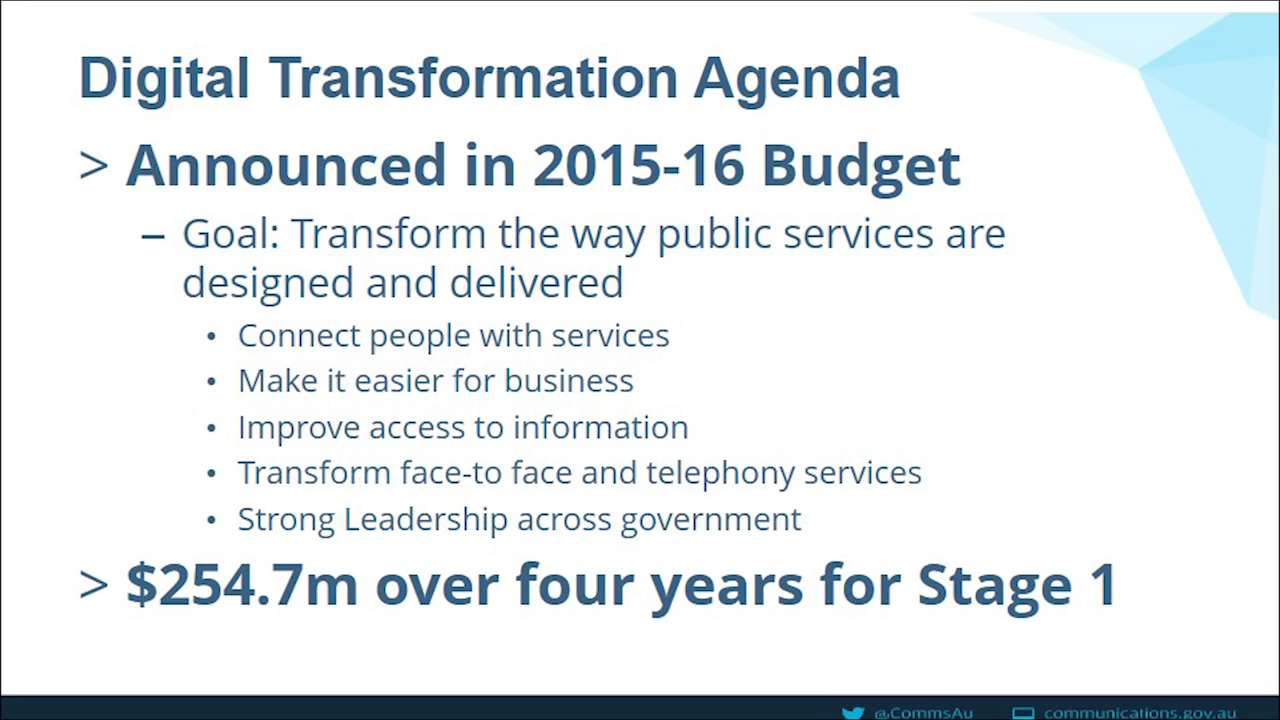 Digital Transformation Agenda
> Announced in 2015-16 Budget
– Goal: Transform the way public services are
designed and delivered
• Connect people with services
• Make it easier for business
• Improve access to information
• Transform face-to face and telephony services
• Strong Leadership across government
> $254.7m over four years for Stage 1
@CommsAu communications.gov.au